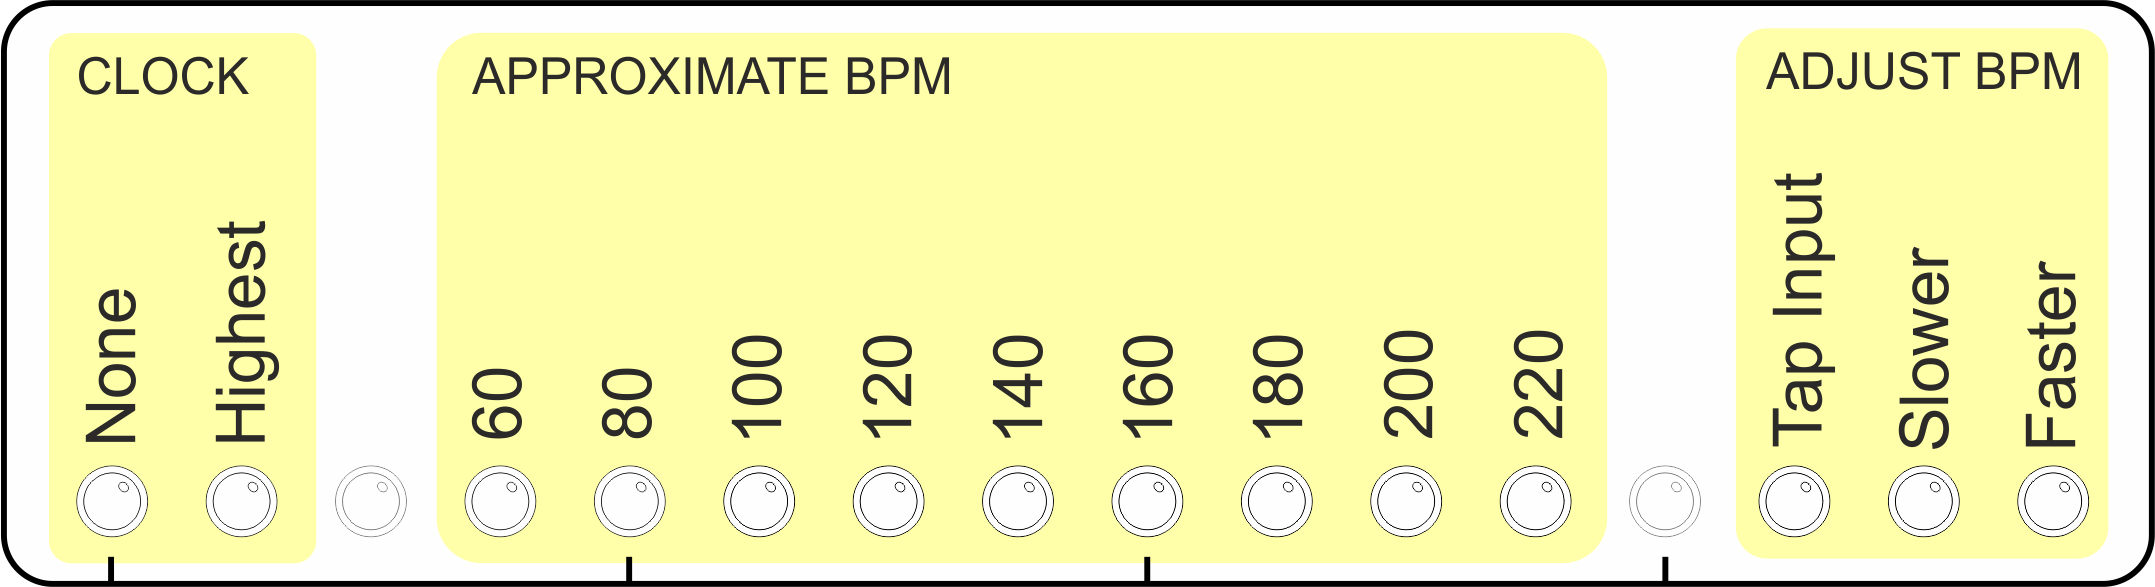 CLOCK
None
Highest
APPROXIMATE BPM
60
80
100
120
140
160
180
200
220
ADJUST BPM
Tap Input
Slower
Faster